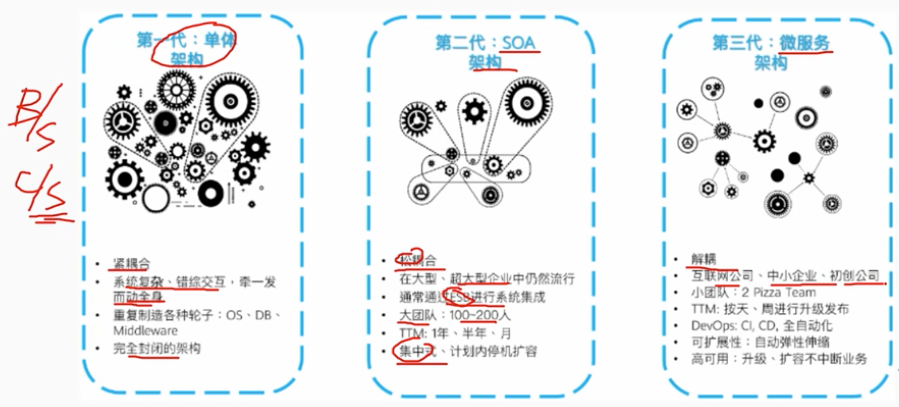 B/S
C/S
第一代：单体
架构
紧耦合
系统复杂、错综交互，牵一发
而动全身
重复制造各种轮子：OS、DB、
Middleware
完全封闭的架构
第二代：SOA
架构
松耦合
在大型、超大型企业中仍然流行
通常通过ESB进行系统集成
大团队：100~200人
TTM: 1年、半年、月
集中式、计划内停机扩容
第三代：微服务
架构
解耦
互联网公司、中小企业、初创公司
小团队：2 Pizza Team
TTM: 按天、周进行升级发布
DevOps: CI, CD, 全自动化
可扩展性：自动弹性伸缩
高可用：升级、扩容不中断业务